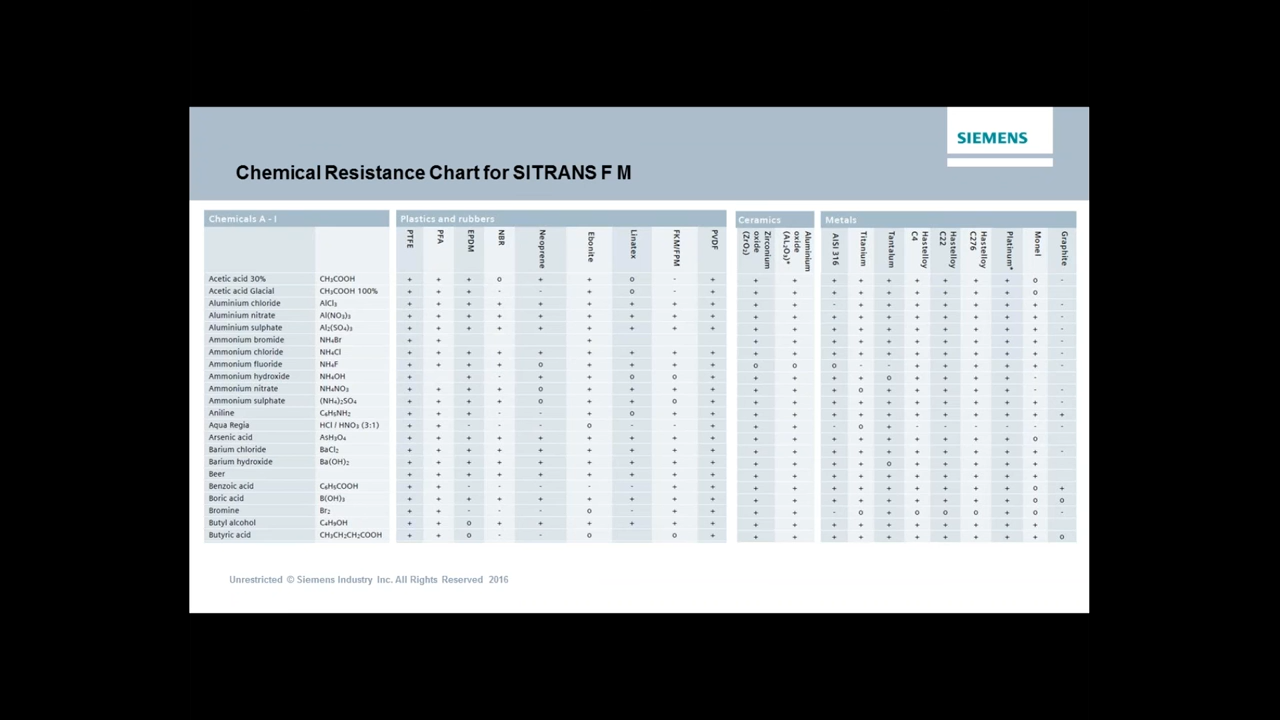 SIEMENS
Chemical Resistance Chart for SITRANS F M
Chemicals A - I Plastics and rubbers Ceramics Metals
PTFE PFA EPDM NBR Neoprene Ebonite Linatex FKM/FPM PVDF Zirconium oxide (ZrO₂) Aluminium oxide (AL₂O₃)* AISI 316 Titanium Tantalum Hastelloy C4 Hastelloy C22 Hastelloy C276 Platinum* Monel Graphite
Acetic acid 30% CH₃COOH + + + o + + o - + + + + + + + + + + o -
Acetic acid Glacial CH₃COOH 100% + + + - - + o - + + + + + + + + + + o
Aluminium chloride AlCl₃ + + + + + + + + + + + - + + + + + + + -
Aluminium nitrate Al(NO₃)₃ + + + + + + + + + + + + + + + + + + + -
Aluminium sulphate Al₂(SO₄)₃ + + + + + + + + + + + + + + + + + + + -
Ammonium bromide NH₄Br + + + + + + + + + + + + + -
Ammonium chloride NH₄Cl + + + + + + + + + + + + + + + + + + + -
Ammonium fluoride NH₄F + + + + o + + + + o o o - - + + + + + -
Ammonium hydroxide NH₄OH + + - + o o + + + + + o + + + + -
Ammonium nitrate NH₄NO₃ + + + + o + + + + + + + o + + + + + - -
Ammonium sulphate (NH₄)₂SO₄ + + + + o + + o + + + + + + + + + + + -
Aniline C₆H₅NH₂ + + + - - + o + + + + + + + + + + + + +
Aqua Regia HCl / HNO₃ (3:1) + + - - - o - - + + + - o + - - - - - -
Arsenic acid AsH₃O₄ + + + + + + + + + + + + + + + + + + o
Barium chloride BaCl₂ + + + + + + + + + + + + + + + + + + + -
Barium hydroxide Ba(OH)₂ + + + + + + + + + + + + + o + + + + +
Beer + + + + + + + + + + + + + + + + + + +
Benzoic acid C₆H₅COOH + + - - - - - + + + + + + + + + + + o +
Boric acid B(OH)₃ + + + + + + + + + + + + + + + + + + o o
Bromine Br₂ + + - - - o - + + + + - o + o o o + o -
Butyl alcohol C₄H₉OH + + o + + + + + + + + + + + + + + + +
Butyric acid CH₃CH₂CH₂COOH + + o - - o o + + + + + + + + + + + o
Unrestricted © Siemens Industry Inc. All Rights Reserved 2016